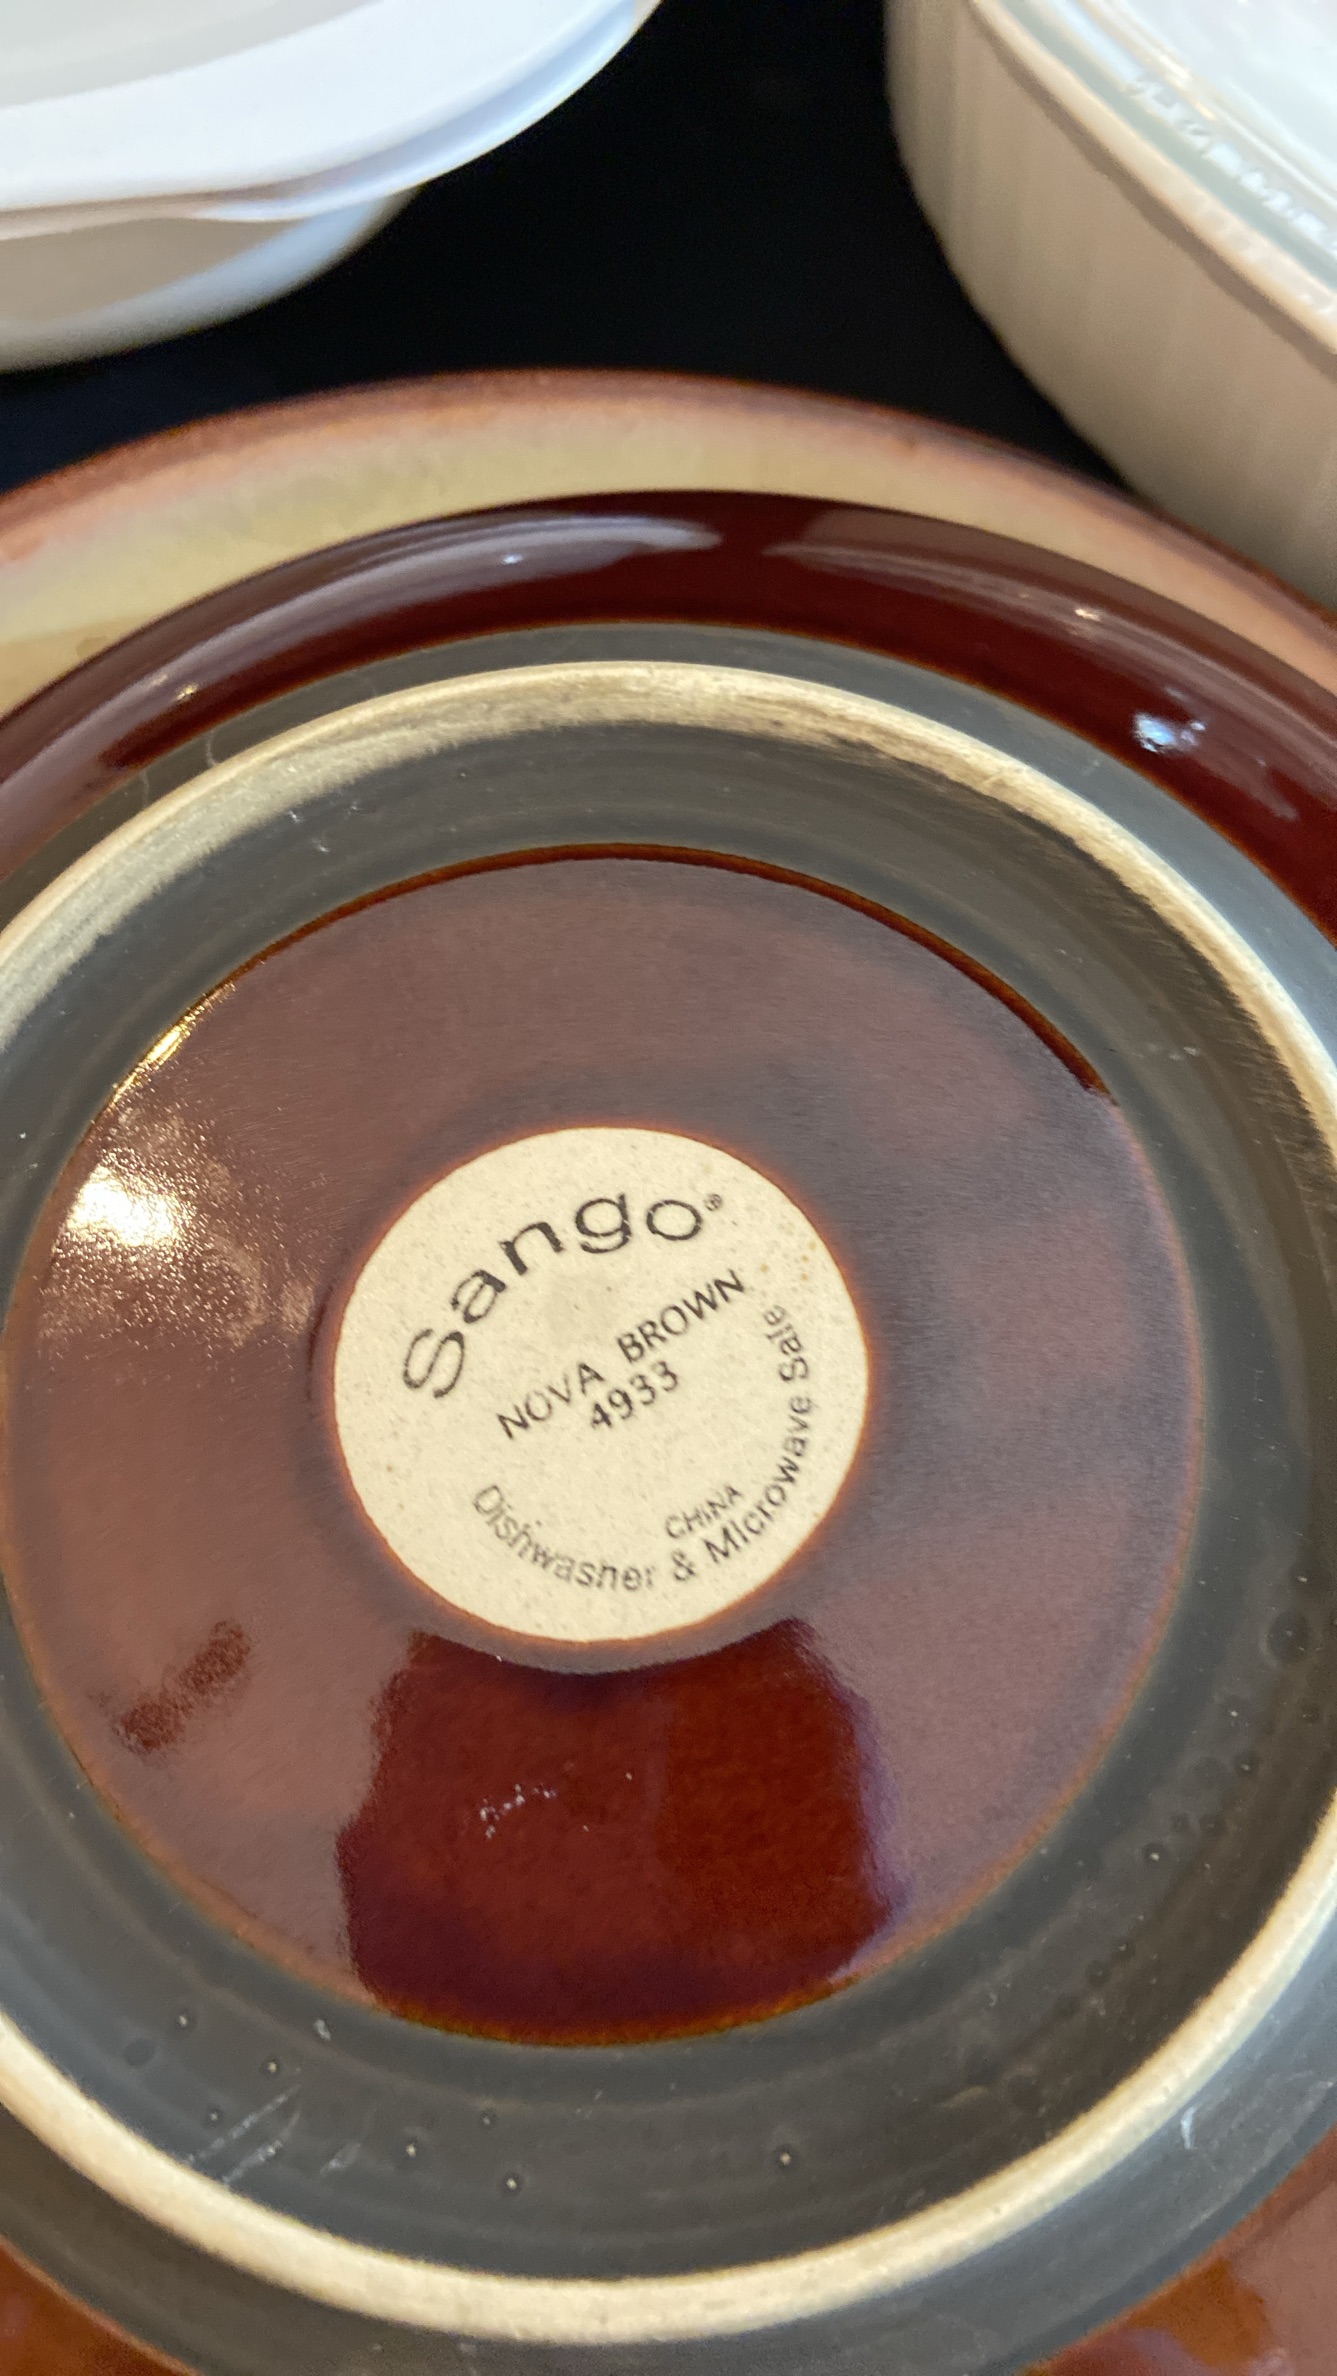 Sango®
NOVA BROWN
4933
CHINA
Dishwasher & Microwave Safe